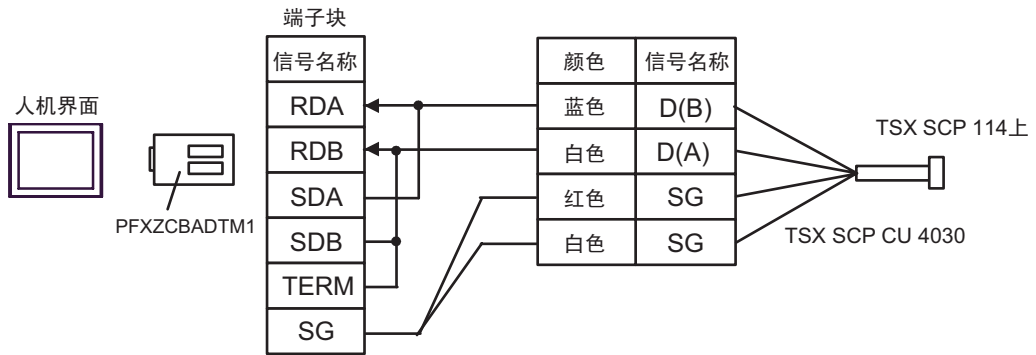 端子块
信号名称
颜色
信号名称
人机界面
RDA
蓝色
D(B)
TSX SCP 114上
RDB
白色
D(A)
SDA
红色
SG
PFXZCBADTM1
SDB
白色
SG
TSX SCP CU 4030
TERM
SG